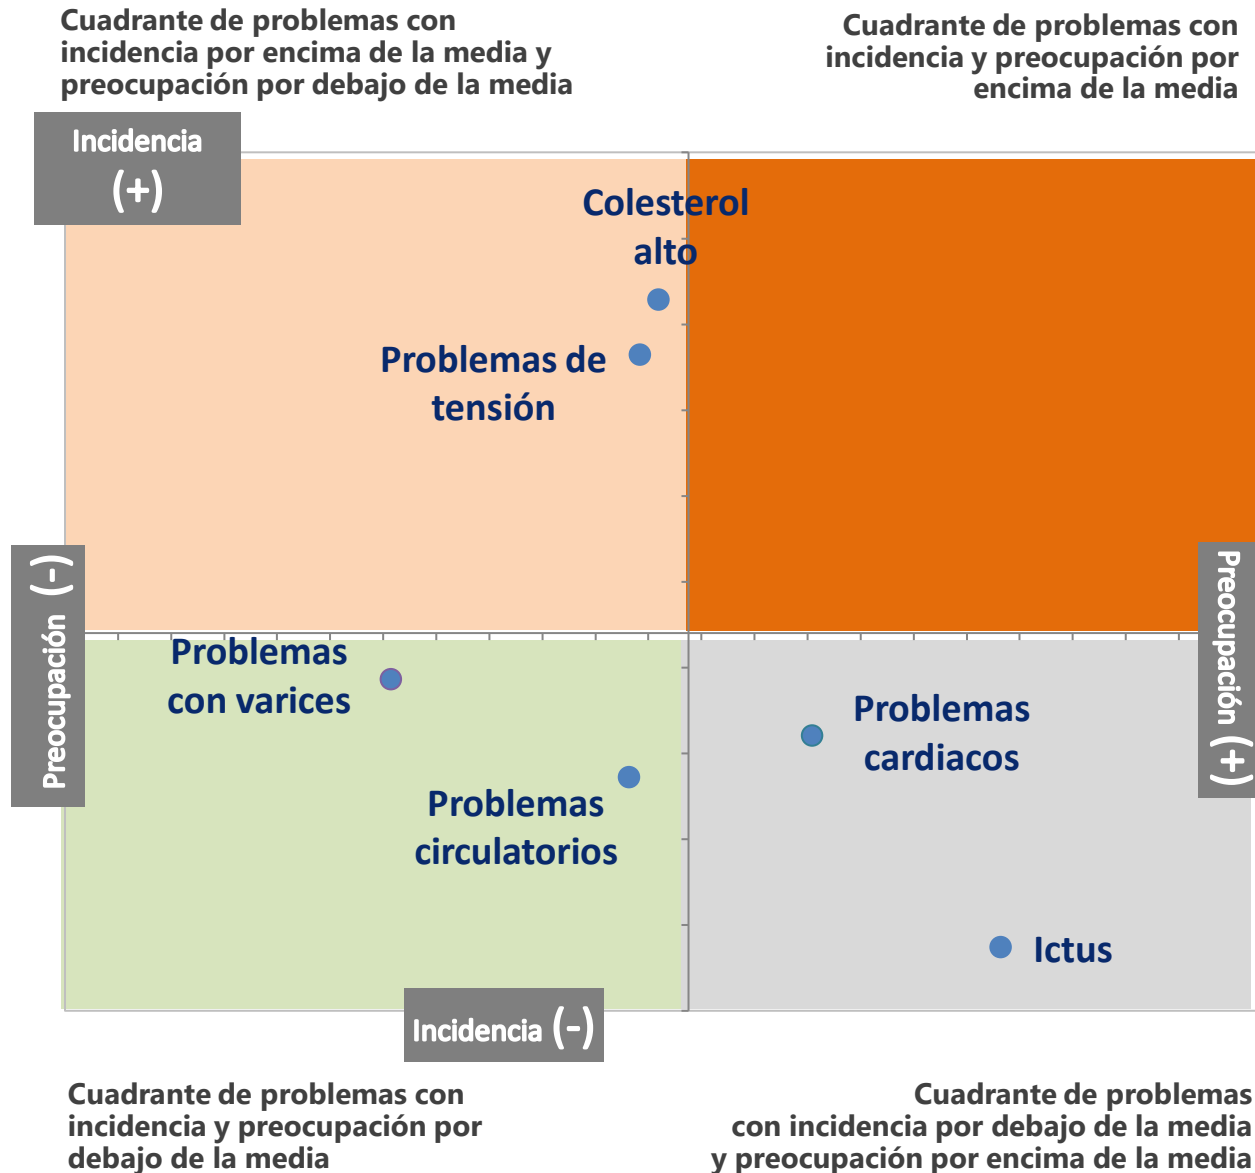 Cuadrante de problemas con
incidencia por encima de la media y
preocupación por debajo de la media
Cuadrante de problemas con
incidencia y preocupación por
encima de la media
Incidencia
(+)
Colesterol
alto
Problemas de
tensión
Preocupación (-)
Preocupación (+)
Problemas
con varices
Problemas
cardiacos
Problemas
circulatorios
Ictus
Incidencia (-)
Cuadrante de problemas con
incidencia y preocupación por
debajo de la media
Cuadrante de problemas
con incidencia por debajo de la media
y preocupación por encima de la media